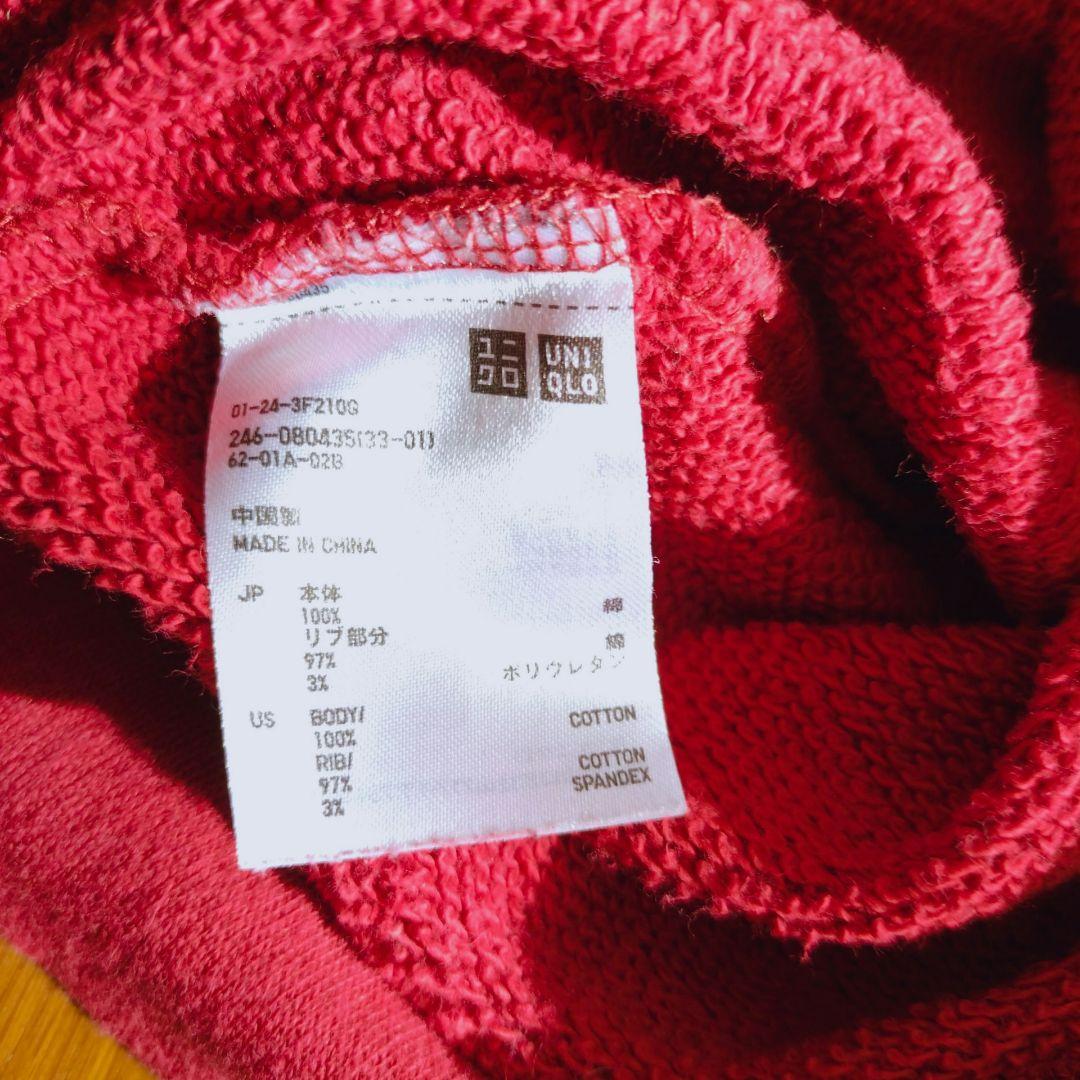 ユニクロ
UNIQLO
01-24-3F210G
246-080435(33-01)
62-01A-02B
中国製
MADE IN CHINA
JP 本体
100% 綿
リブ部分
97% 綿
3% ポリウレタン
US BODY/
100% COTTON
RIB/
97% COTTON
3% SPANDEX